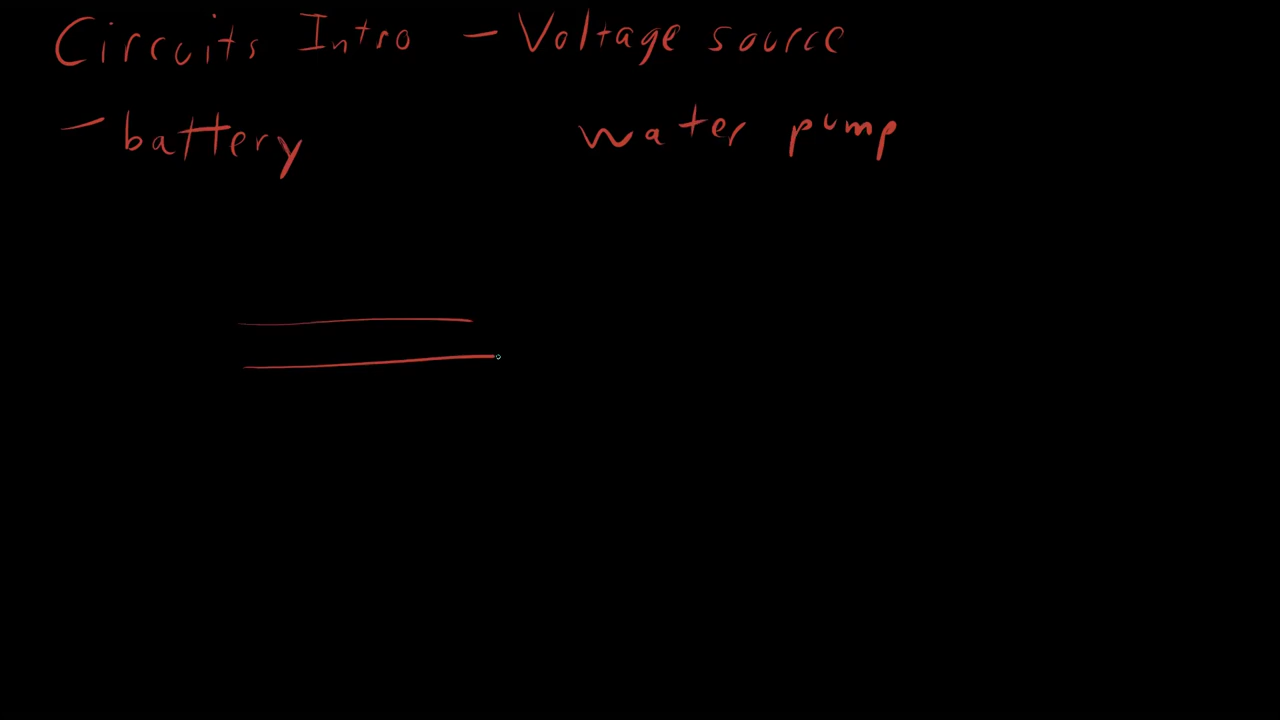 Circuits Intro - Voltage source
- battery water pump